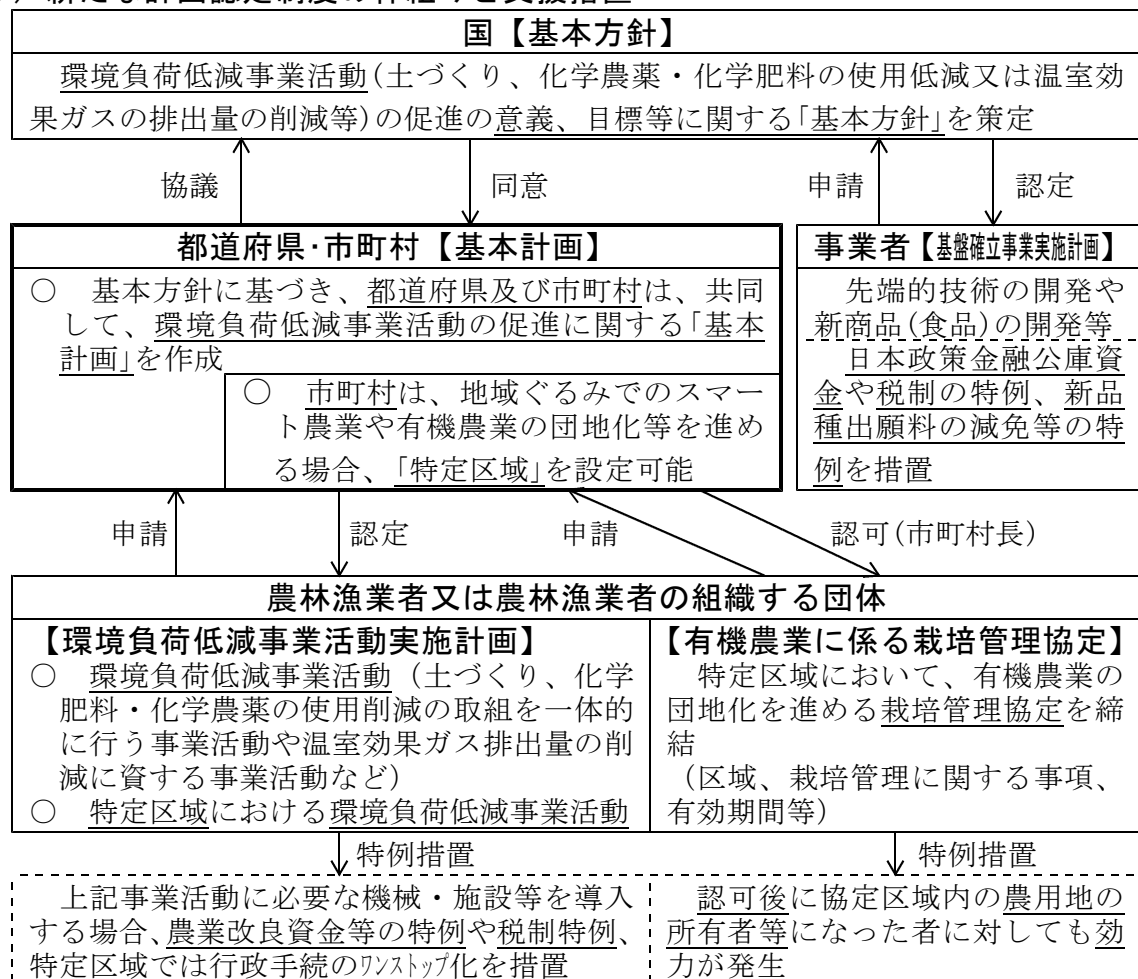 国【基本方針】
環境負荷低減事業活動(土づくり、化学農薬・化学肥料の使用低減又は温室効
果ガスの排出量の削減等)の促進の意義、目標等に関する「基本方針」を策定
協議
同意
申請
認定
都道府県・市町村【基本計画】
○ 基本方針に基づき、都道府県及び市町村は、共同
して、環境負荷低減事業活動の促進に関する「基本
計画」を作成
○ 市町村は、地域ぐるみでのスマー
ト農業や有機農業の団地化等を進め
る場合、「特定区域」を設定可能
事業者【基盤確立事業実施計画】
先端的技術の開発や
新商品(食品)の開発等
日本政策金融公庫資
金や税制の特例、新品
種出願料の減免等の特
例を措置
申請
認定
申請
認可(市町村長)
農林漁業者又は農林漁業者の組織する団体
【環境負荷低減事業活動実施計画】
○ 環境負荷低減事業活動(土づくり、化学
肥料・化学農薬の使用削減の取組を一体的
に行う事業活動や温室効果ガス排出量の削
減に資する事業活動など)
○ 特定区域における環境負荷低減事業活動
【有機農業に係る栽培管理協定】
特定区域において、有機農業の
団地化を進める栽培管理協定を締
結
(区域、栽培管理に関する事項、
有効期間等)
特例措置
特例措置
上記事業活動に必要な機械・施設等を導入
する場合、農業改良資金等の特例や税制特例、
特定区域では行政手続のワンストップ化を措置
認可後に協定区域内の農用地の
所有者等になった者に対しても効
力が発生